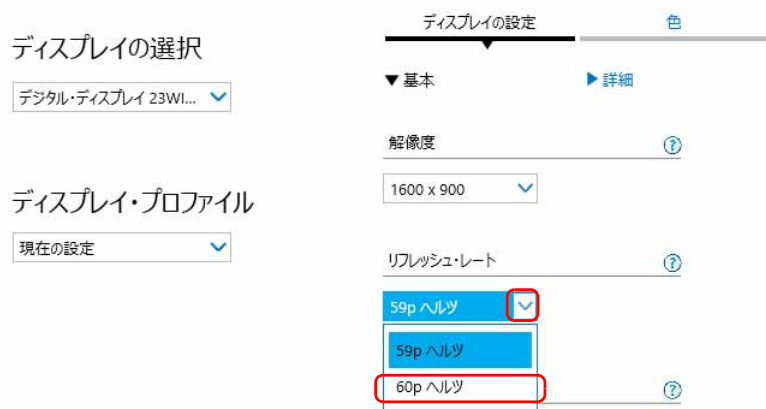 ディスプレイの選択
デジタル・ディスプレイ 23WI...
ディスプレイ・プロファイル
現在の設定
ディスプレイの設定
色
▼基本
▶詳細
解像度
?
1600 x 900
リフレッシュ・レート
?
59p ヘルツ
59p ヘルツ
60p ヘルツ
?